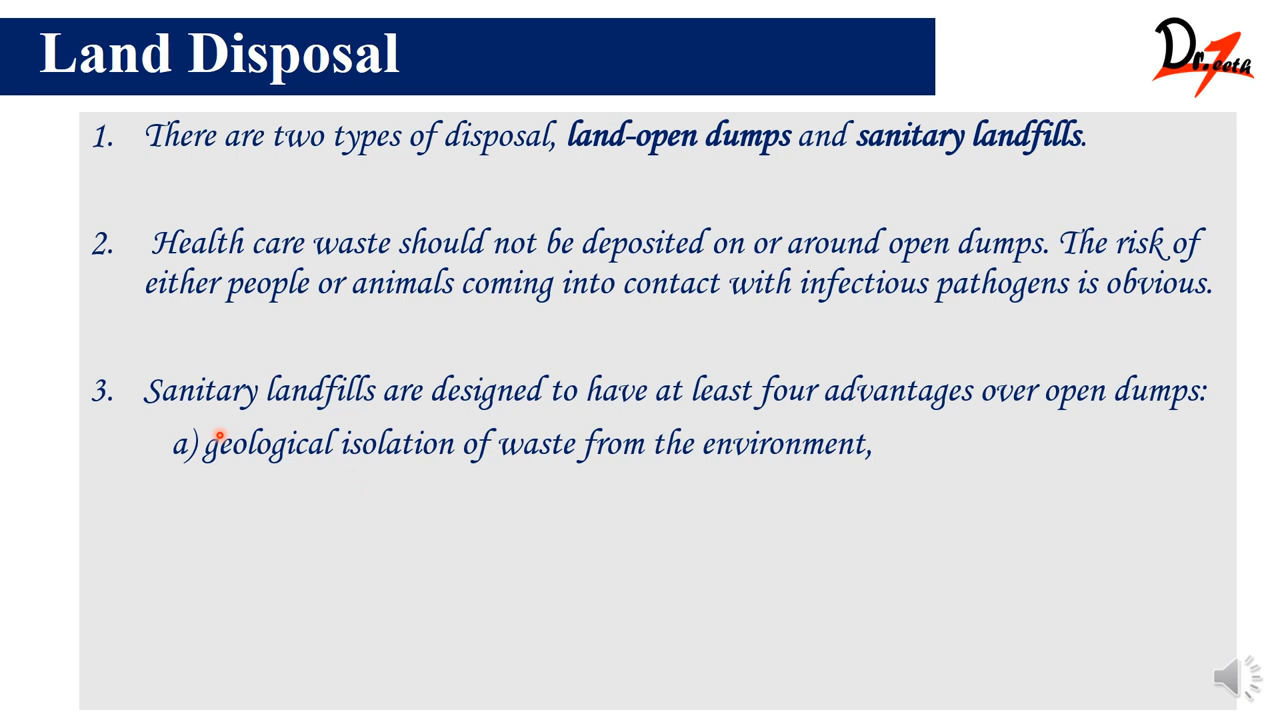 Land Disposal
Dr. Teeth
1. There are two types of disposal, land-open dumps and sanitary landfills.
2. Health care waste should not be deposited on or around open dumps. The risk of
either people or animals coming into contact with infectious pathogens is obvious.
3. Sanitary landfills are designed to have at least four advantages over open dumps:
a) geological isolation of waste from the environment,